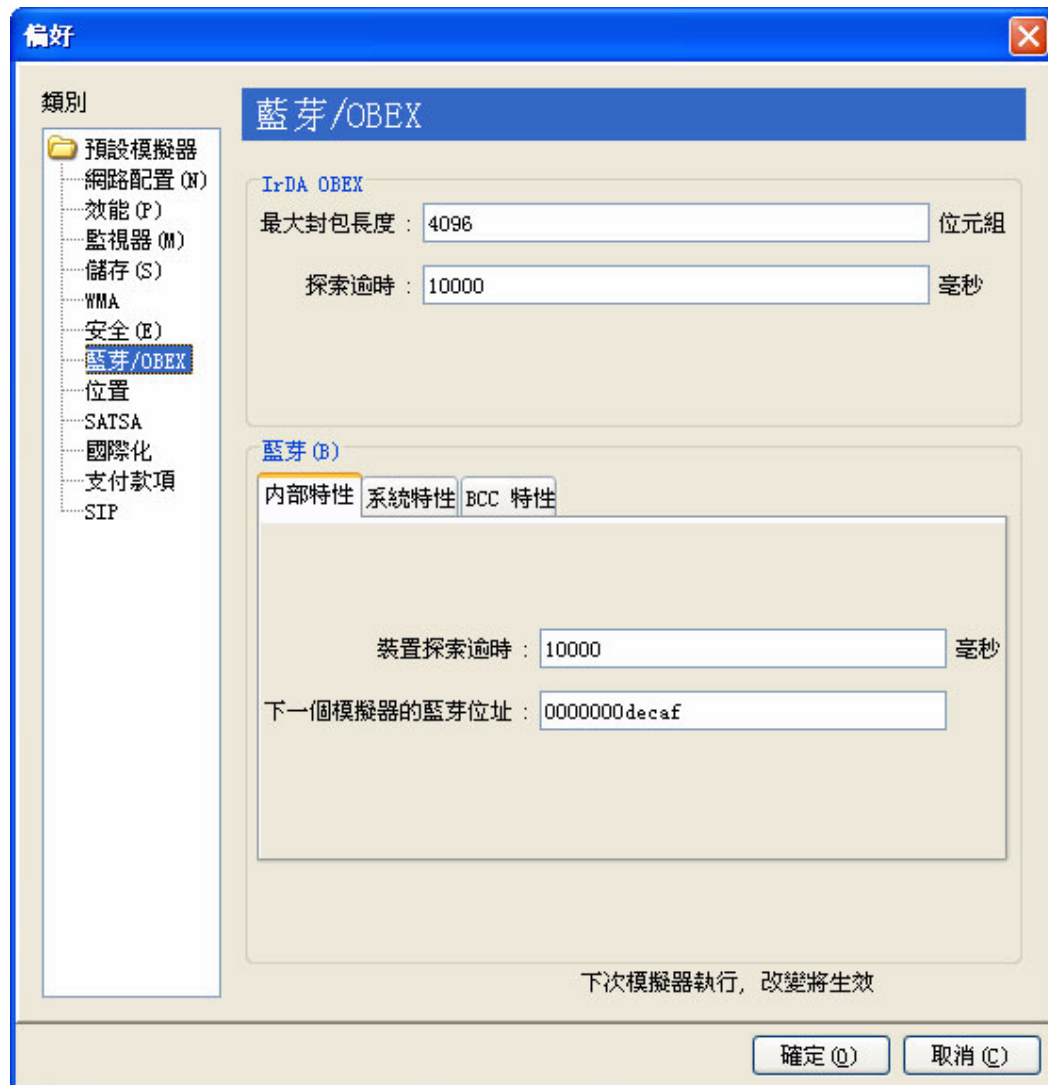 偏好
類別
預設模擬器
網路配置(N)
效能(P)
監視器(M)
儲存(S)
WMA
安全(E)
藍芽/OBEX
位置
SATSA
國際化
支付款項
SIP
藍芽/OBEX
IrDA OBEX
最大封包長度 : 4096 位元組
探索逾時 : 10000 毫秒
藍芽(B)
內部特性 系統特性 BCC 特性
裝置探索逾時 : 10000 毫秒
下一個模擬器的藍芽位址 : 0000000decaf
下次模擬器執行, 改變將生效
確定(O) 取消(C)